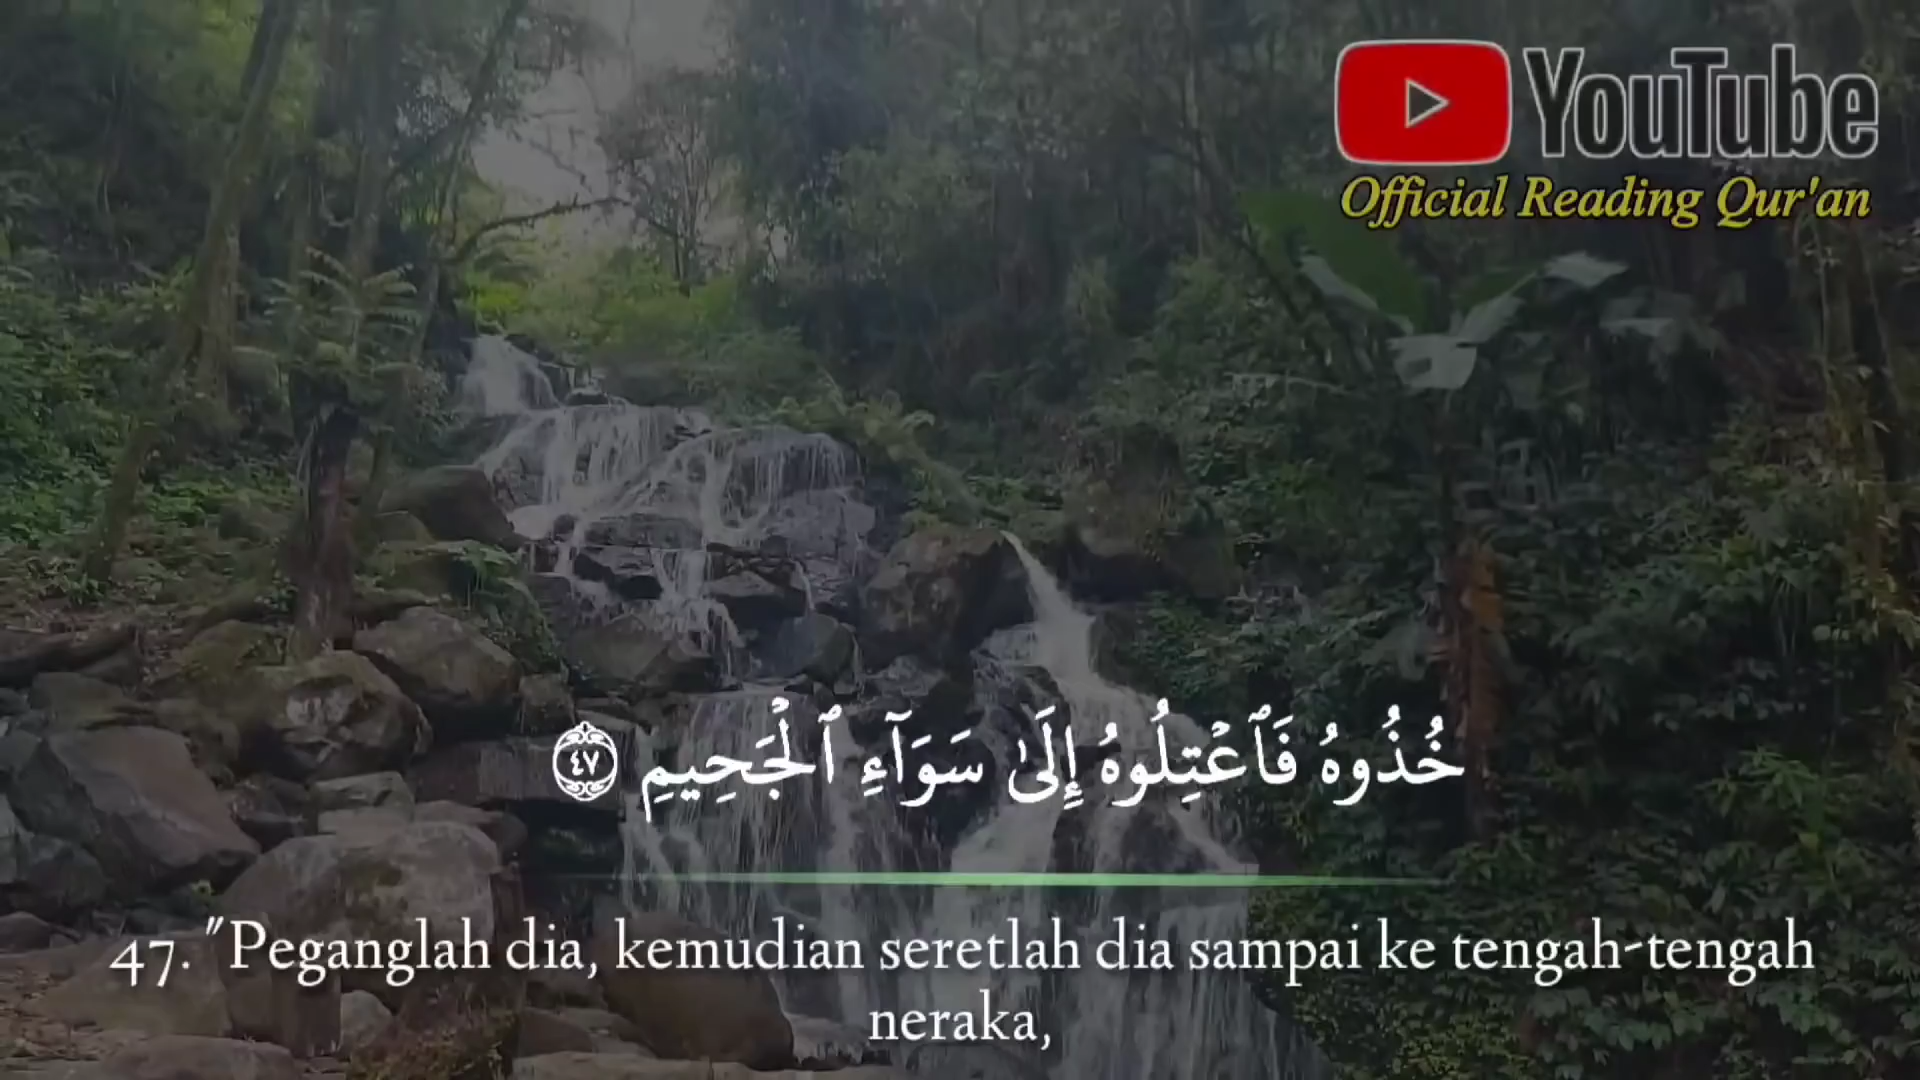 YouTube
Official Reading Qur'an
خُذُوهُ فَٱعْتِلُوهُ إِلَىٰ سَوَآءِ ٱلْجَحِيمِ ٤٧
47. "Peganglah dia, kemudian seretlah dia sampai ke tengah-tengah
neraka,